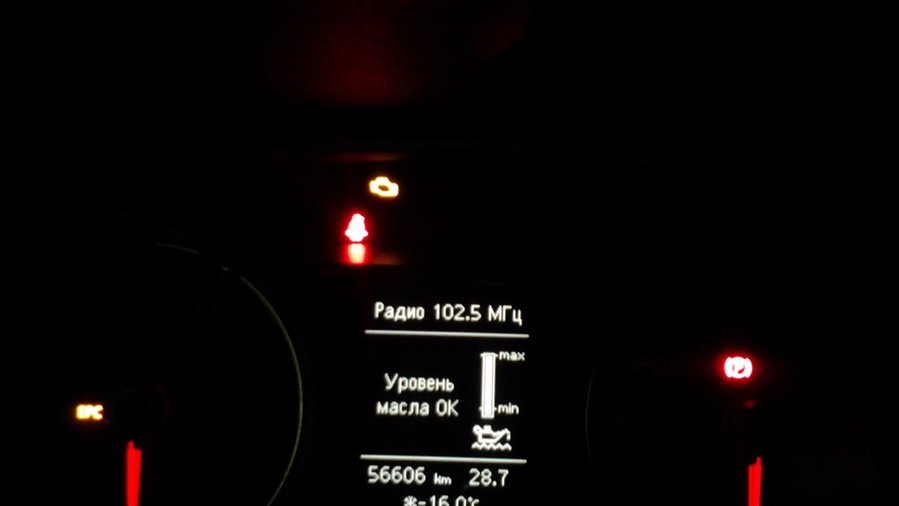 Радио 102.5 МГц
max
Уровень
масла OK
min
EPC
56606 km 28.7
*-16.0°C
P